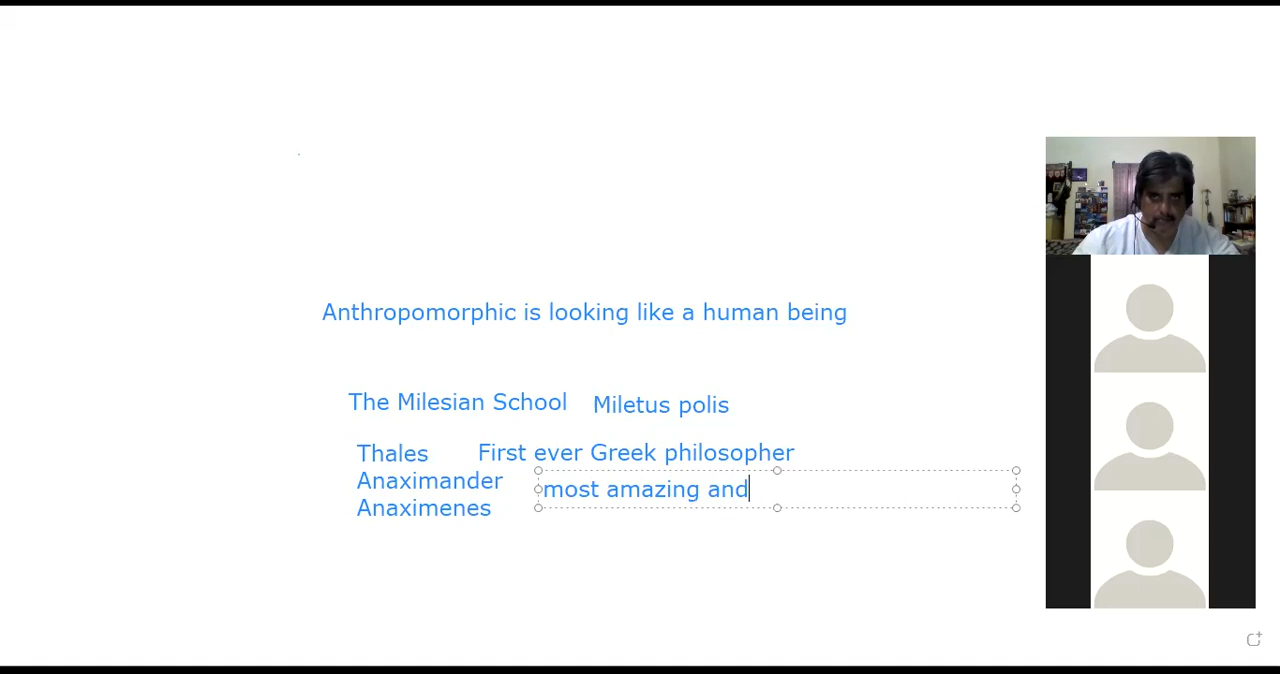 Anthropomorphic is looking like a human being
The Milesian School Miletus polis
Thales First ever Greek philosopher
Anaximander most amazing and
Anaximenes